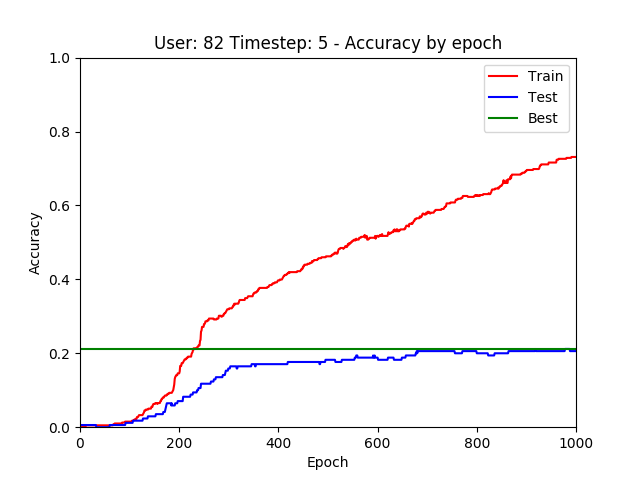 User: 82 Timestep: 5 - Accuracy by epoch
1.0
0.8
0.6
0.4
0.2
0.0
Accuracy
Train
Test
Best
0 200 400 600 800 1000
Epoch